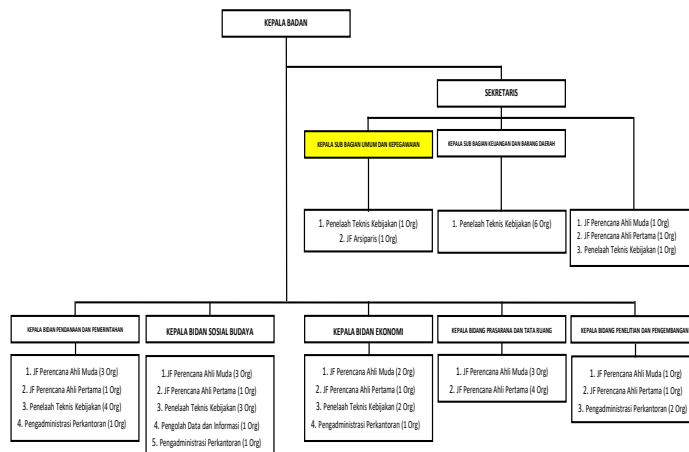 KEPALA BADAN
SEKRETARIS
KEPALA SUB BAGIAN UMUM DAN KEPEGAWAIAN
KEPALA SUB BAGIAN KEUANGAN DAN BARANG DAERAH
1. Penelaah Teknis Kebijakan (1 Org)
2. JF Arsiparis (1 Org)
1. Penelaah Teknis Kebijakan (6 Org)
1. JF Perencana Ahli Muda (1 Org)
2. JF Perencana Ahli Pertama (1 Org)
3. Penelaah Teknis Kebijakan (1 Org)
KEPALA BIDAN PENDANAAN DAN PEMERINTAHAN
1. JF Perencana Ahli Muda (3 Org)
2. JF Perencana Ahli Pertama (1 Org)
3. Penelaah Teknis Kebijakan (4 Org)
4. Pengadministrasi Perkantoran (1 Org)
KEPALA BIDAN SOSIAL BUDAYA
1. JF Perencana Ahli Muda (3 Org)
2. JF Perencana Ahli Pertama (1 Org)
3. Penelaah Teknis Kebijakan (3 Org)
4. Pengolah Data dan Informasi (1 Org)
5. Pengadministrasi Perkantoran (1 Org)
KEPALA BIDAN EKONOMI
1. JF Perencana Ahli Muda (2 Org)
2. JF Perencana Ahli Pertama (1 Org)
3. Penelaah Teknis Kebijakan (2 Org)
4. Pengadministrasi Perkantoran (1 Org)
KEPALA BIDANG PRASARANA DAN TATA RUANG
1. JF Perencana Ahli Muda (3 Org)
2. JF Perencana Ahli Pertama (4 Org)
KEPALA BIDANG PENELITIAN DAN PENGEMBANGAN
1. JF Perencana Ahli Muda (1 Org)
2. JF Perencana Ahli Pertama (1 Org)
3. Pengadministrasi Perkantoran (2 Org)